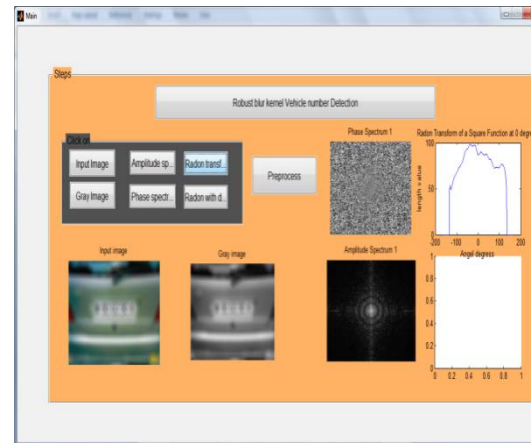 Main
Steps
Robust blur kernel Vehicle number Detection
Click on
Input Image
Amplitude sp...
Radon transf...
Gray Image
Phase spectr...
Radon with d...
Preprocess
Phase Spectrum 1
Radon Transform of a Square Function at 0 degre
length value
100
50
0
-200 -100 0 100 200
Angel degress
Input image
Gray image
Amplitude Spectrum 1
1
0.8
0.6
0.4
0.2
0
0 0.2 0.4 0.6 0.8 1